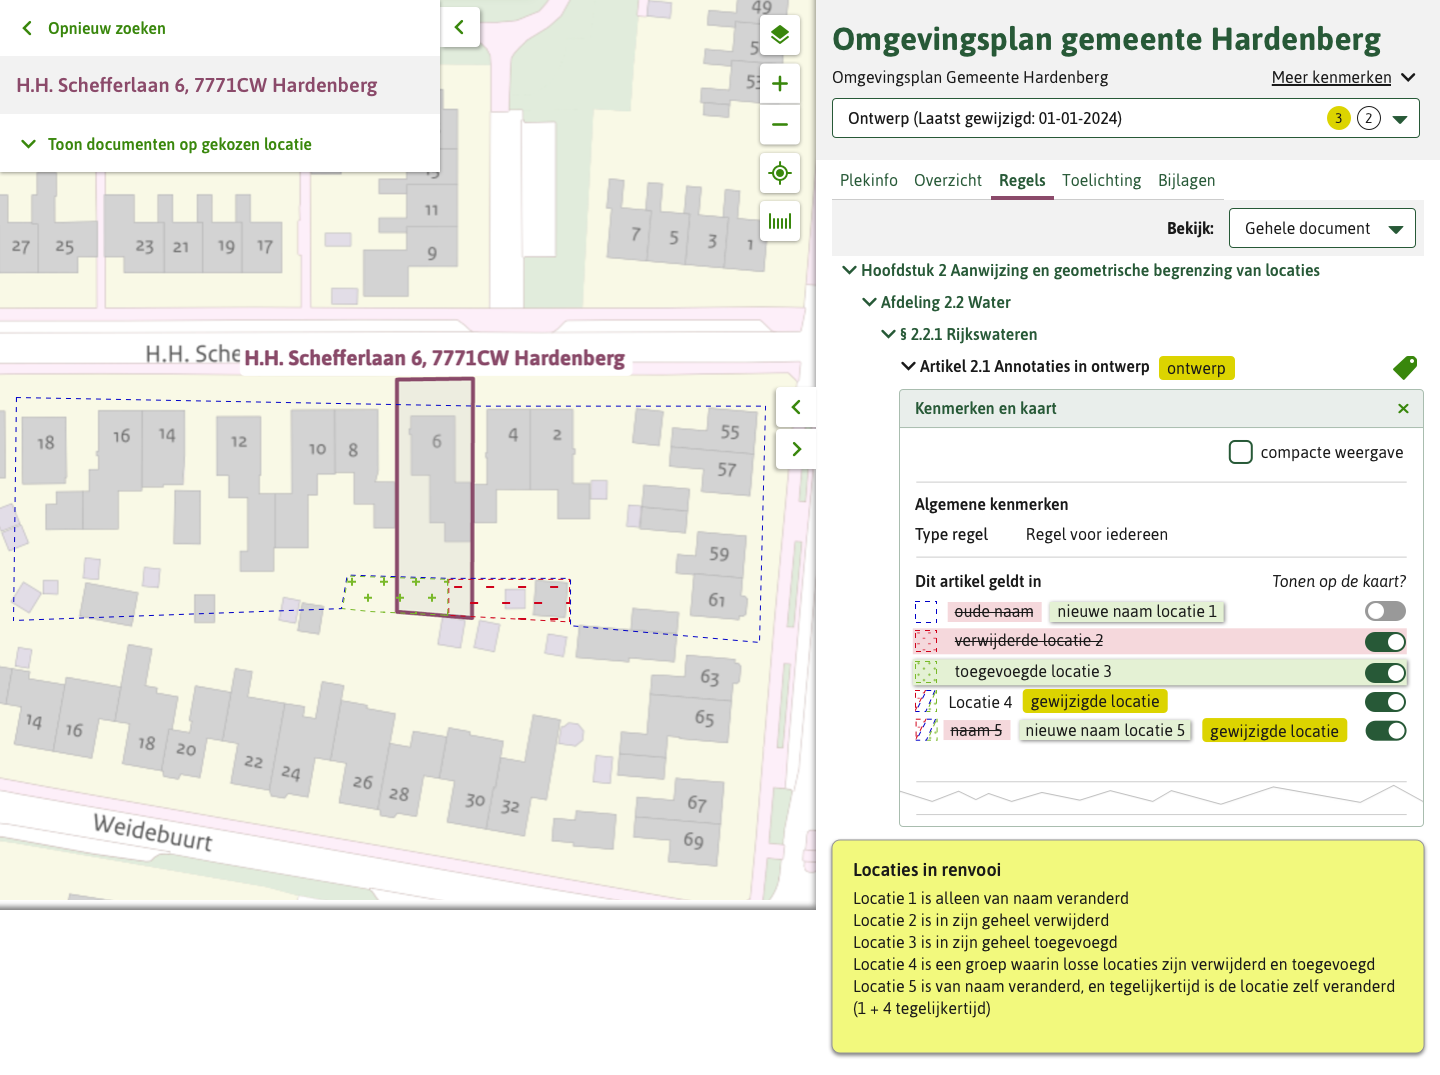 Opnieuw zoeken
H.H. Schefferlaan 6, 7771CW Hardenberg
Toon documenten op gekozen locatie
49
53
11
9
27
25
23
21
19
17
7
5
3
1
H.H. Sche
H.H. Schefferlaan 6, 7771CW Hardenberg
18
16
14
12
10
8
6
4
2
55
57
59
61
63
65
67
69
14
16
18
20
22
24
26
28
30
32
Weidebuurt
Omgevingsplan gemeente Hardenberg
Omgevingsplan Gemeente Hardenberg
Meer kenmerken
Ontwerp (Laatst gewijzigd: 01-01-2024)
3 2
Plekinfo Overzicht Regels Toelichting Bijlagen
Bekijk: Gehele document
Hoofdstuk 2 Aanwijzing en geometrische begrenzing van locaties
Afdeling 2.2 Water
§ 2.2.1 Rijkswateren
Artikel 2.1 Annotaties in ontwerp ontwerp
Kenmerken en kaart
compacte weergave
Algemene kenmerken
Type regel Regel voor iedereen
Dit artikel geldt in Tonen op de kaart?
oude naam nieuwe naam locatie 1
verwijderde locatie 2
toegevoegde locatie 3
Locatie 4 gewijzigde locatie
naam 5 nieuwe naam locatie 5 gewijzigde locatie
Locaties in renvooi
Locatie 1 is alleen van naam veranderd
Locatie 2 is in zijn geheel verwijderd
Locatie 3 is in zijn geheel toegevoegd
Locatie 4 is een groep waarin losse locaties zijn verwijderd en toegevoegd
Locatie 5 is van naam veranderd, en tegelijkertijd is de locatie zelf veranderd
(1 + 4 tegelijkertijd)